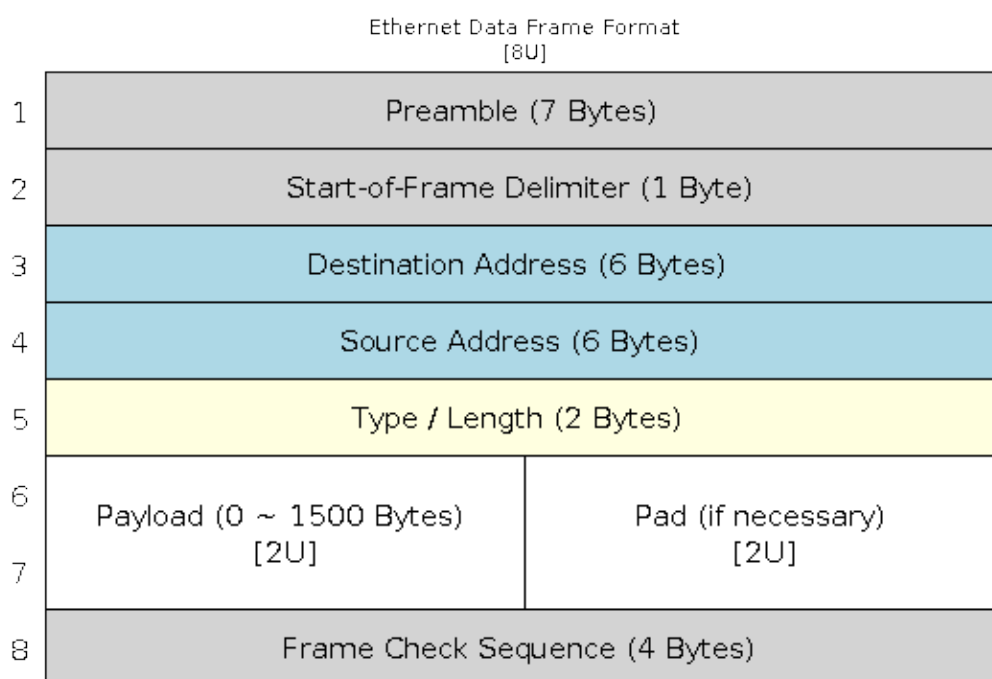 Ethernet Data Frame Format
[8U]
1
Preamble (7 Bytes)
2
Start-of-Frame Delimiter (1 Byte)
3
Destination Address (6 Bytes)
4
Source Address (6 Bytes)
5
Type / Length (2 Bytes)
6
Payload (0 ~ 1500 Bytes)
[2U]
Pad (if necessary)
[2U]
7
8
Frame Check Sequence (4 Bytes)